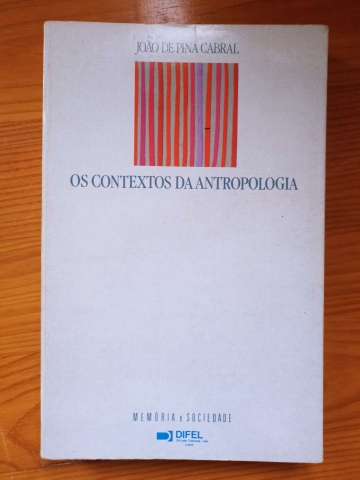 JOÃO DE PINA CABRAL
OS CONTEXTOS DA ANTROPOLOGIA
MEMÓRIA e SOCIEDADE
DIFEL